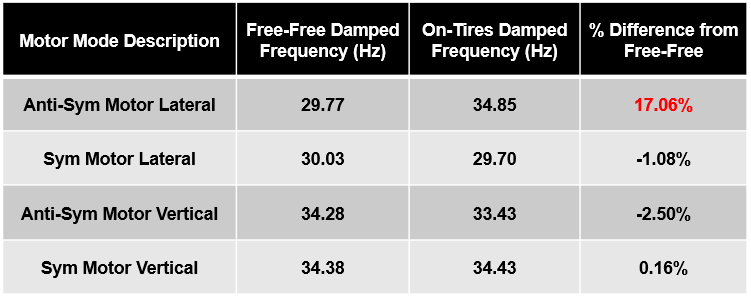 Motor Mode Description Free-Free Damped Frequency (Hz) On-Tires Damped Frequency (Hz) % Difference from Free-Free
Anti-Sym Motor Lateral 29.77 34.85 17.06%
Sym Motor Lateral 30.03 29.70 -1.08%
Anti-Sym Motor Vertical 34.28 33.43 -2.50%
Sym Motor Vertical 34.38 34.43 0.16%